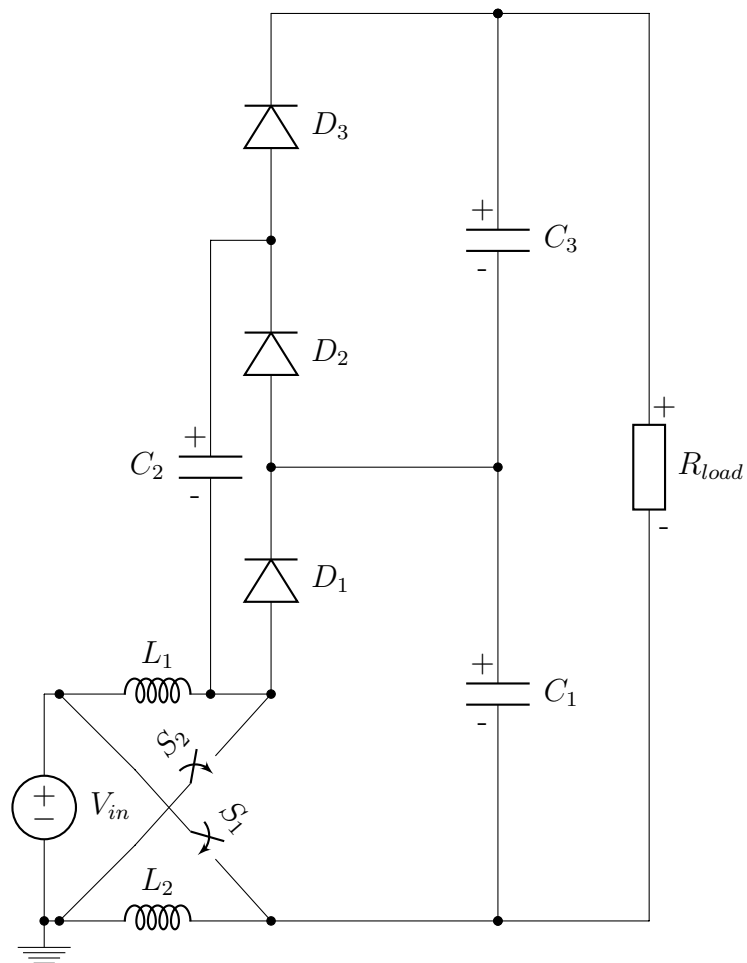 D3
+
C3
-
D2
+
C2
-
+
Rload
-
D1
L1
+
C1
-
S2
S1
+
−
Vin
L2